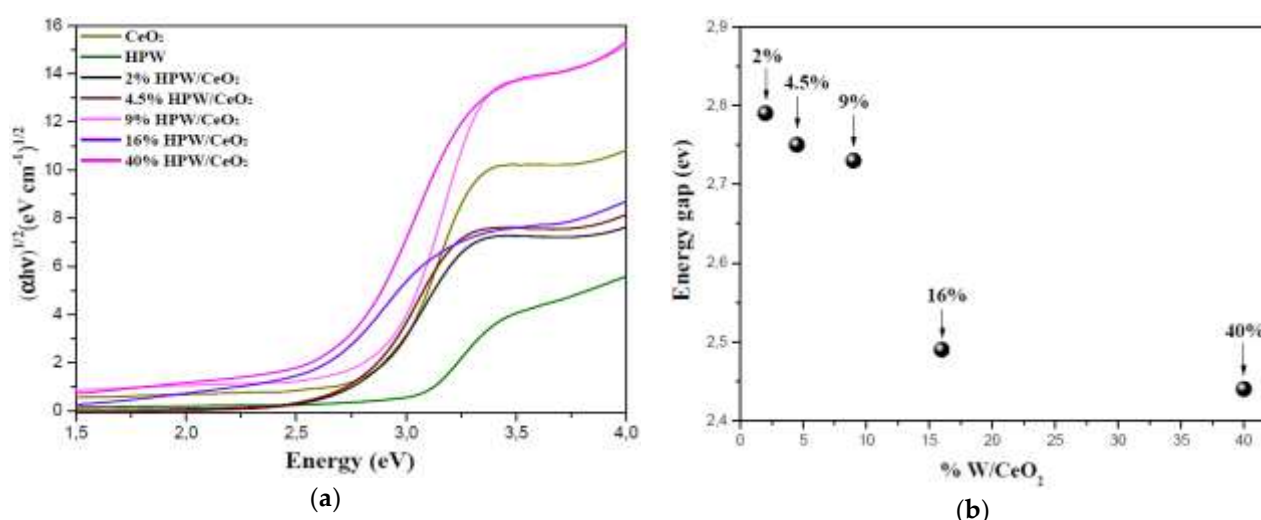 16
14
12
10
8
6
4
2
0
(αhν)^1/2 (eV cm⁻¹)^1/2
CeO₂
HPW
2% HPW/CeO₂
4.5% HPW/CeO₂
9% HPW/CeO₂
16% HPW/CeO₂
40% HPW/CeO₂
1,5
2,0
2,5
3,0
3,5
4,0
Energy (eV)
(a)
2,9
2,8
2,7
2,6
2,5
2,4
Energy gap (ev)
2%
4.5%
9%
16%
40%
0
5
10
15
20
25
30
35
40
% W/CeO₂
(b)